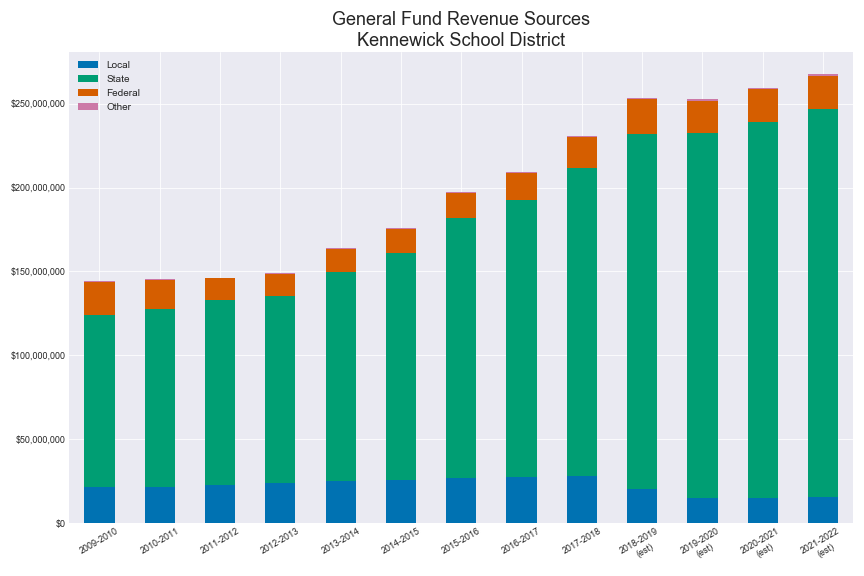 General Fund Revenue Sources
Kennewick School District
Local
State
Federal
Other
$250,000,000
$200,000,000
$150,000,000
$100,000,000
$50,000,000
$0
2009-2010
2010-2011
2011-2012
2012-2013
2013-2014
2014-2015
2015-2016
2016-2017
2017-2018
2018-2019
(est)
2019-2020
(est)
2020-2021
(est)
2021-2022
(est)